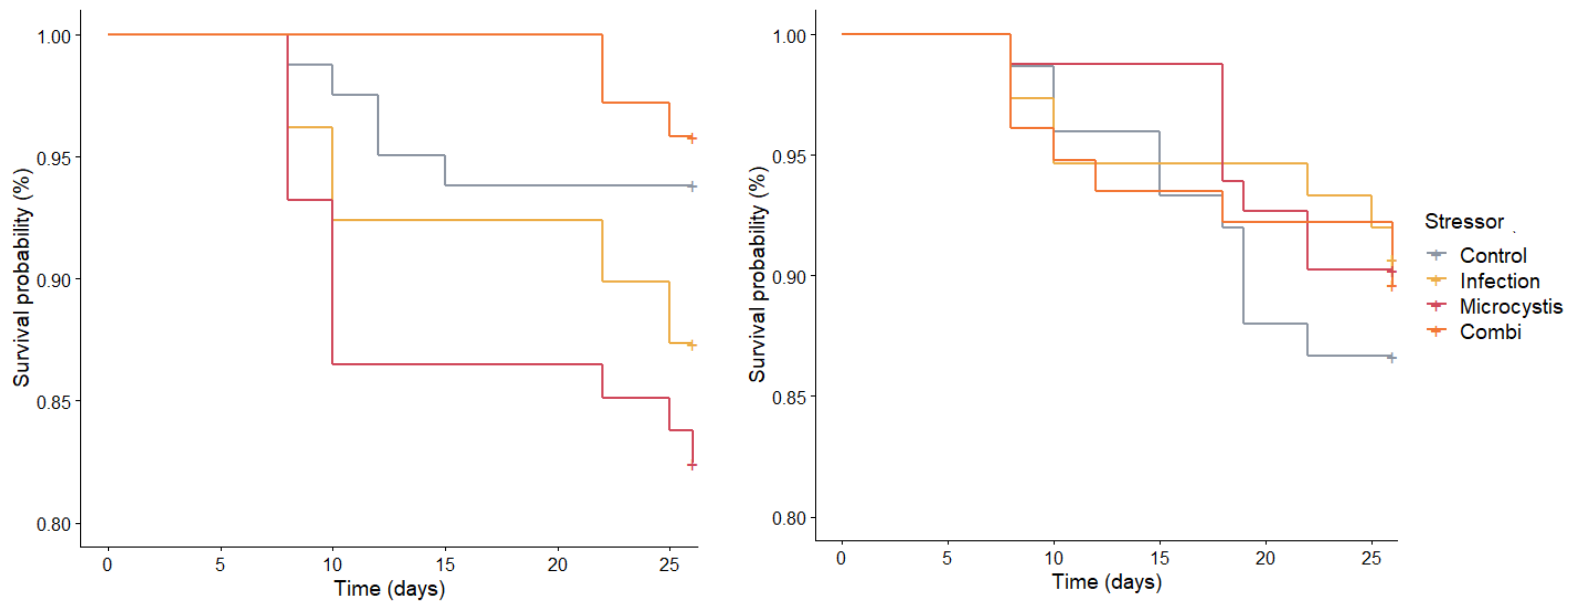 Survival probability (%)
1.00
0.95
0.90
0.85
0.80
0
5
10
15
20
25
Time (days)
Survival probability (%)
1.00
0.95
0.90
0.85
0.80
0
5
10
15
20
25
Time (days)
Stressor
Control
Infection
Microcystis
Combi